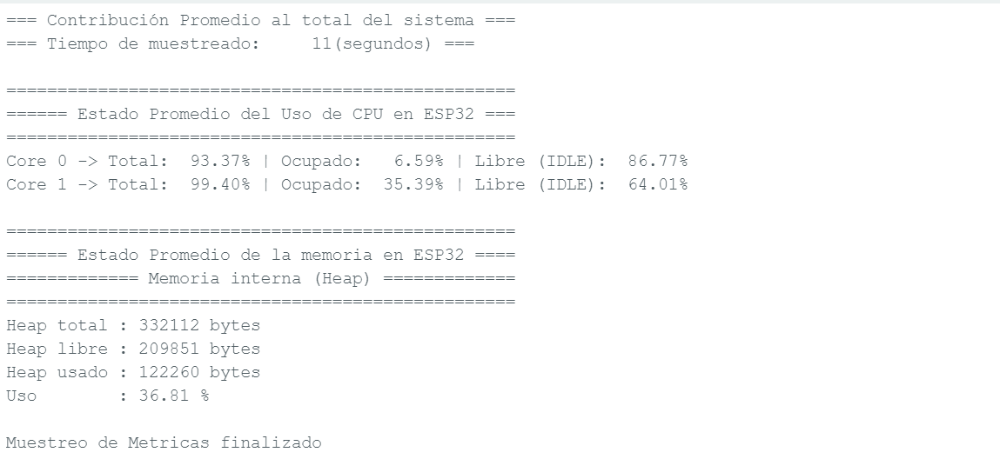 === Contribución Promedio al total del sistema ===
=== Tiempo de muestreado:     11(segundos) ===
==================================================
====== Estado Promedio del Uso de CPU en ESP32 ===
==================================================
Core 0 -> Total:  93.37% | Ocupado:   6.59% | Libre (IDLE):  86.77%
Core 1 -> Total:  99.40% | Ocupado:  35.39% | Libre (IDLE):  64.01%
==================================================
====== Estado Promedio de la memoria en ESP32 ====
============= Memoria interna (Heap) =============
==================================================
Heap total : 332112 bytes
Heap libre : 209851 bytes
Heap usado : 122260 bytes
Uso        : 36.81 %
Muestreo de Metricas finalizado